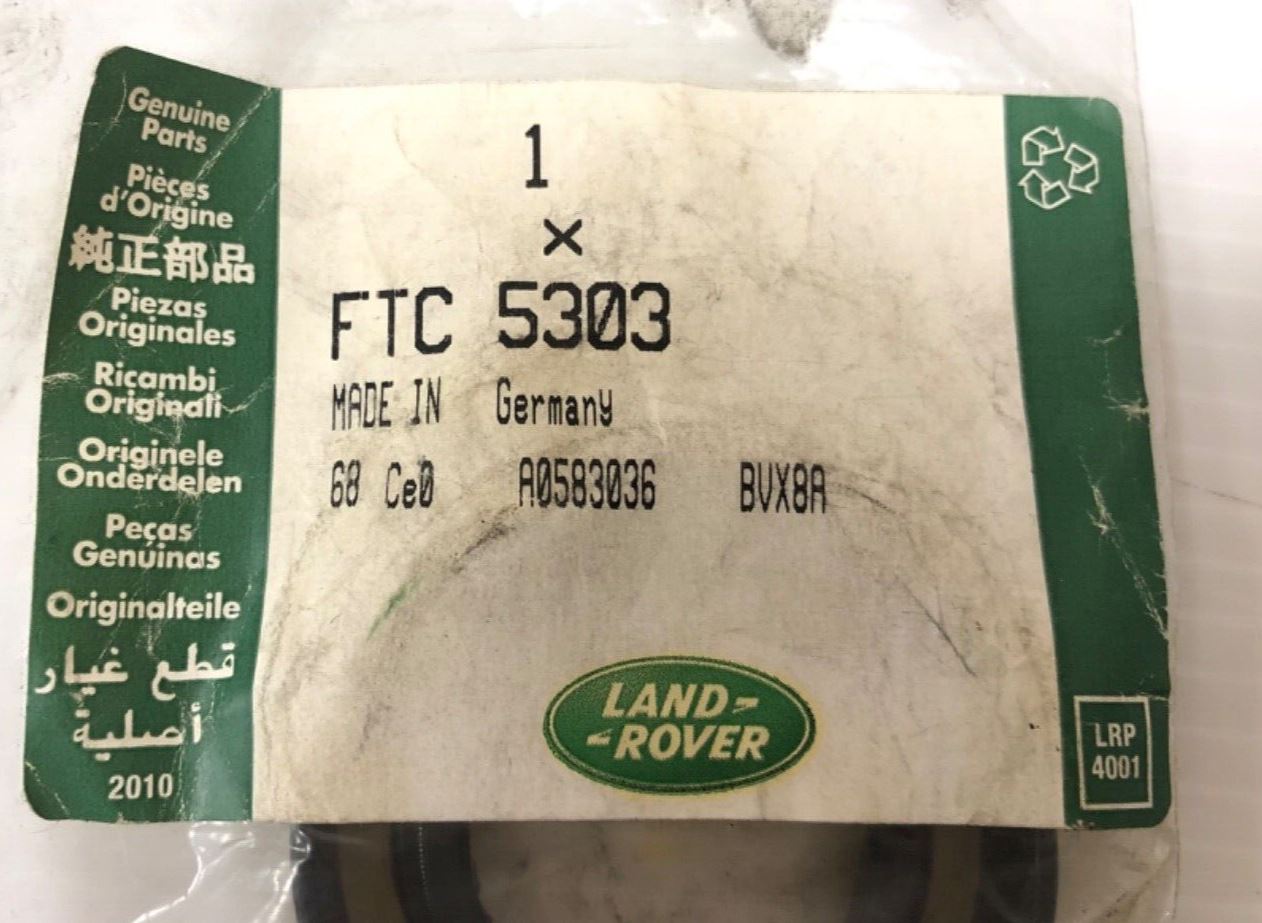 Genuine
Parts
Pièces
d'Origine
純正部品
Piezas
Originales
Ricambi
Originali
Originele
Onderdelen
Peças
Genúinas
Originalteile
قطع غيار
أصلية
2010
1
×
FTC 5303
MADE IN Germany
68 Ce0 A0583036 BVX8A
LAND-
-ROVER
LRP
4001